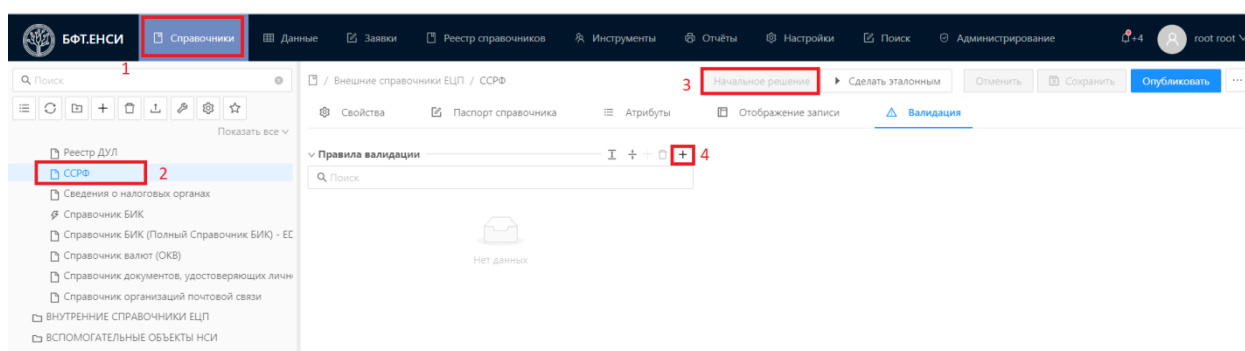 БФТ.ЕНСИ Справочники Данные Заявки Реестр справочников Инструменты Отчёты Настройки Поиск Администрирование +4 root root
1
Поиск
/ Внешние справочники ЕЦП / ССРФ
3
Начальное решение Сделать эталонным Отменить Сохранить Опубликовать ...
Свойства Паспорт справочника Атрибуты Отображение записи Валидация
Показать все
Правила валидации
4
Поиск
Нет данных
Реестр ДУЛ
ССРФ
2
Сведения о налоговых органах
Справочник БИК
Справочник БИК (Полный Справочник БИК) - ED
Справочник валют (ОКВ)
Справочник документов, удостоверяющих личн
Справочник организаций почтовой связи
ВНУТРЕННИЕ СПРАВОЧНИКИ ЕЦП
ВСПОМОГАТЕЛЬНЫЕ ОБЪЕКТЫ НСИ